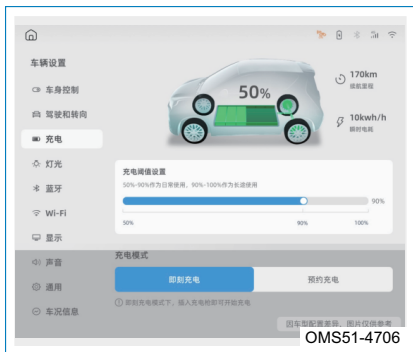 5G
车辆设置
车身控制
驾驶和转向
充电
灯光
蓝牙
Wi-Fi
显示
声音
通用
车况信息
50%
170km
续航里程
10kwh/h
瞬时电耗
充电阈值设置
50%-90%作为日常使用，90%-100%作为长途使用
90%
50% 90% 100%
充电模式
即刻充电 预约充电
即刻充电模式下，插入充电枪即可开始充电
因车型配置差异，图片仅供参考
OMS51-4706